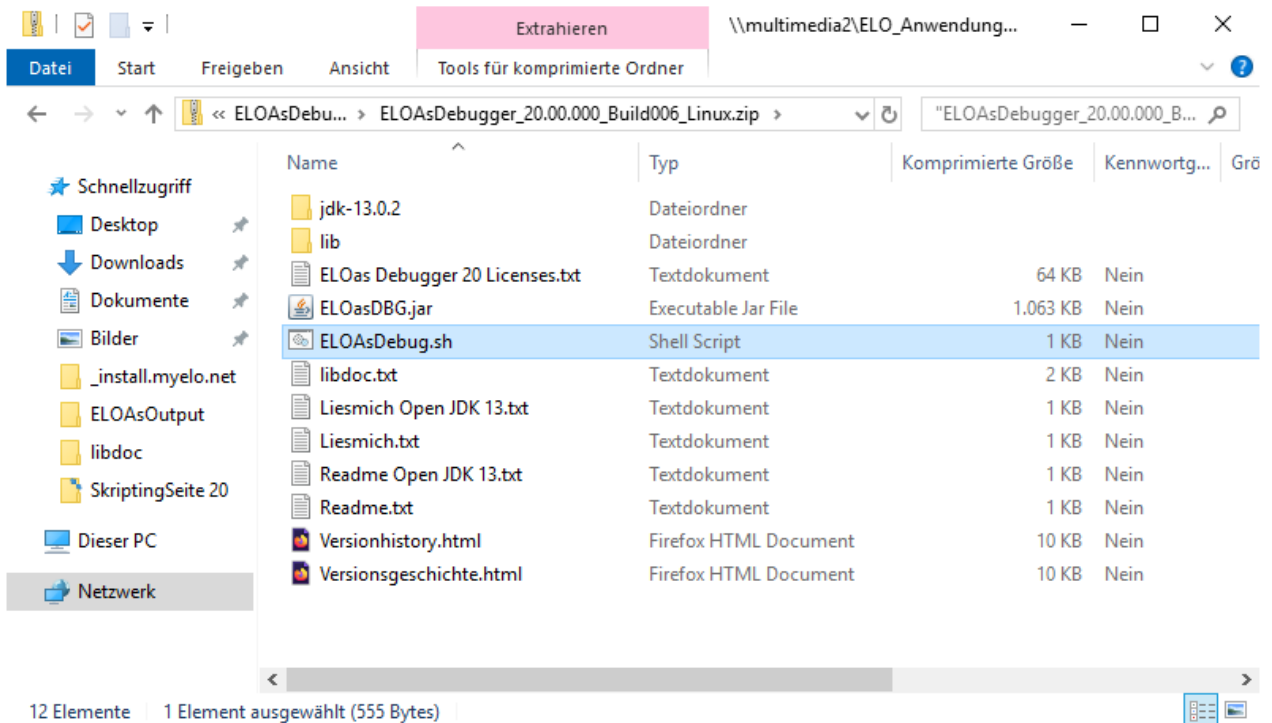 Extrahieren
\\multimedia2\ELO_Anwendung...
Datei Start Freigeben Ansicht Tools für komprimierte Ordner
« ELOAsDebu... > ELOAsDebugger_20.00.000_Build006_Linux.zip >
"ELOAsDebugger_20.00.000_B...
Schnellzugriff
Desktop
Downloads
Dokumente
Bilder
_install.myelo.net
ELOAsOutput
libdoc
SkriptingSeite 20
Dieser PC
Netzwerk
Name Typ Komprimierte Größe Kennwortg... Grö
jdk-13.0.2 Dateiordner
lib Dateiordner
ELOas Debugger 20 Licenses.txt Textdokument 64 KB Nein
ELOasDBG.jar Executable Jar File 1.063 KB Nein
ELOAsDebug.sh Shell Script 1 KB Nein
libdoc.txt Textdokument 2 KB Nein
Liesmich Open JDK 13.txt Textdokument 1 KB Nein
Liesmich.txt Textdokument 1 KB Nein
Readme Open JDK 13.txt Textdokument 1 KB Nein
Readme.txt Textdokument 1 KB Nein
Versionhistory.html Firefox HTML Document 10 KB Nein
Versionsgeschichte.html Firefox HTML Document 10 KB Nein
12 Elemente 1 Element ausgewählt (555 Bytes)